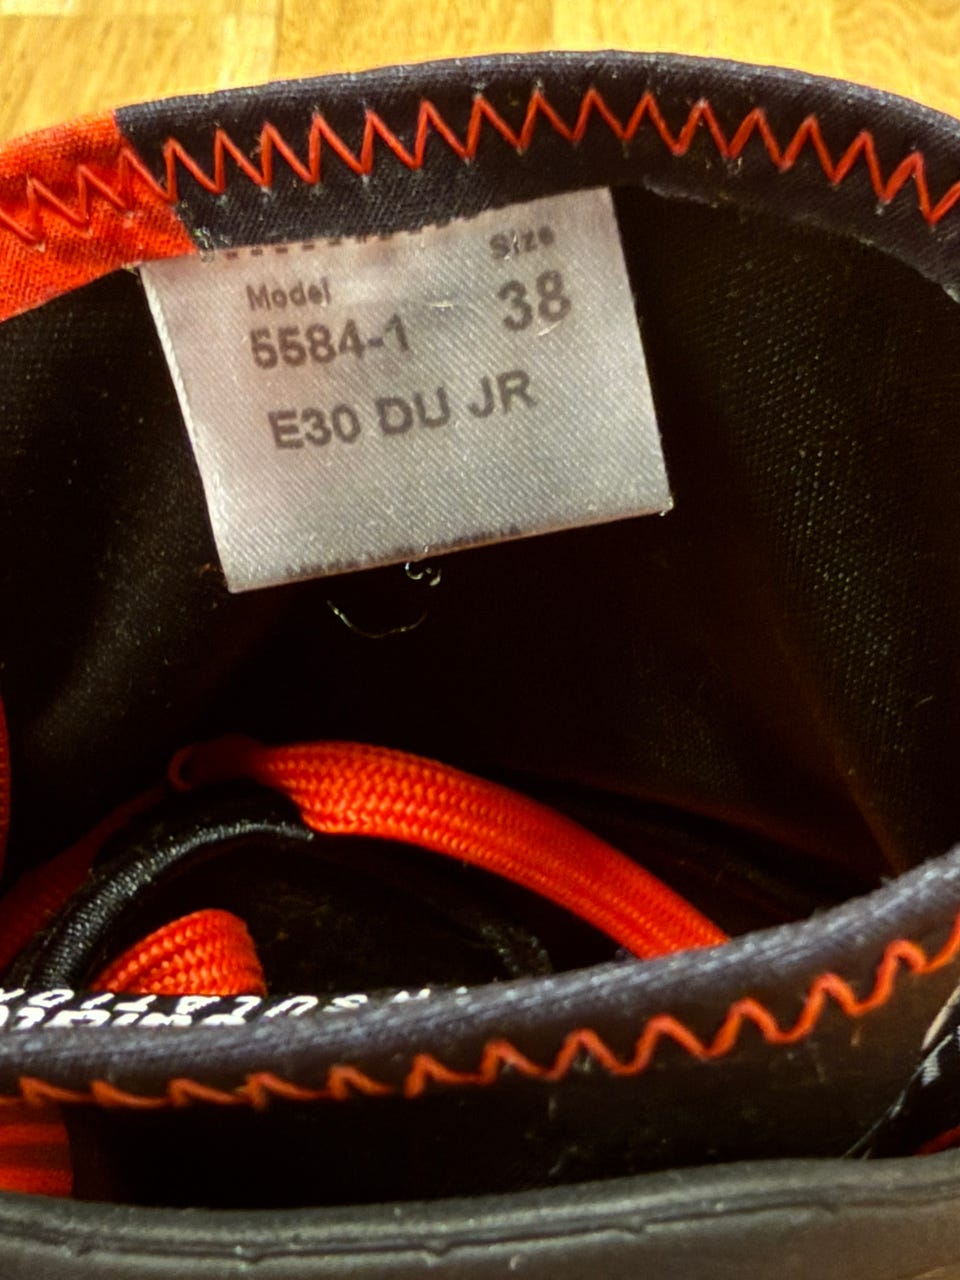 Size
Model
38
5584-1
E30 DU JR